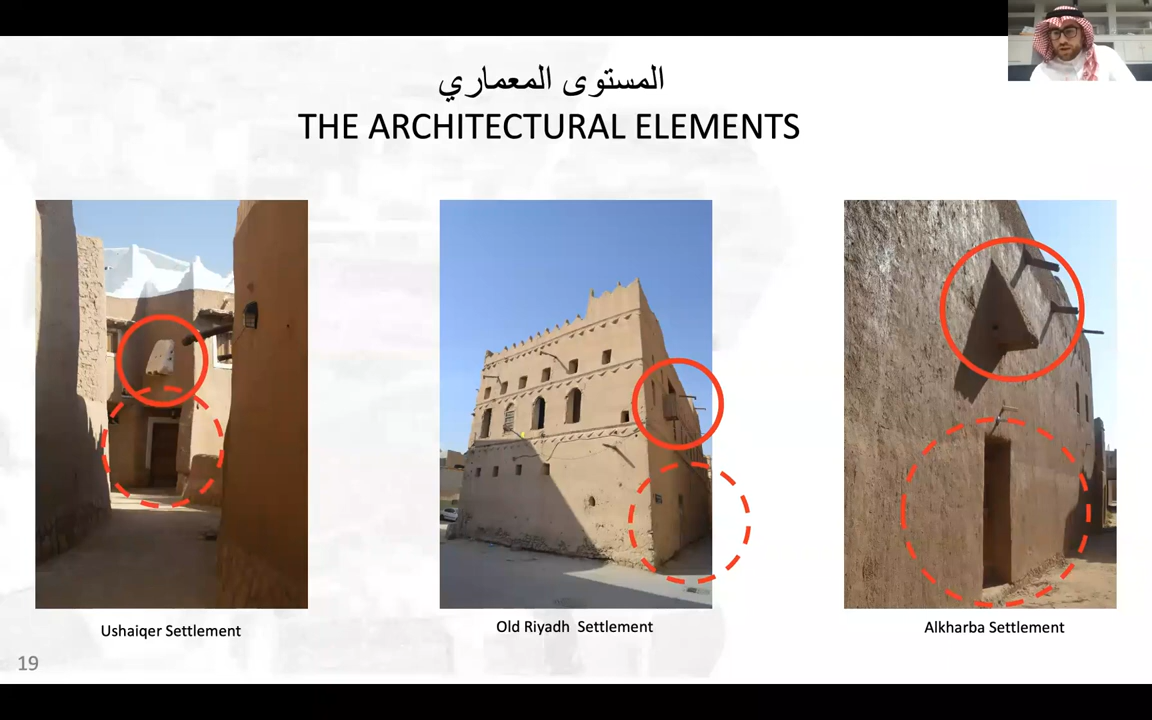 المستوى المعماري
THE ARCHITECTURAL ELEMENTS
Ushaiqer Settlement
Old Riyadh Settlement
Alkharba Settlement
19